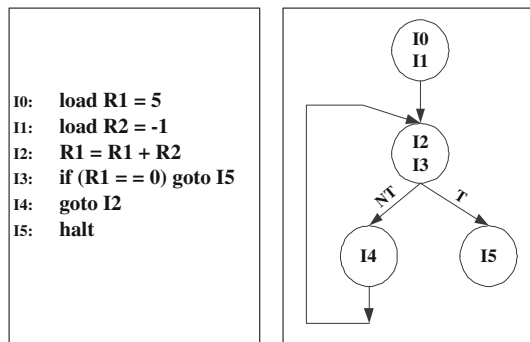 I0: load R1 = 5
I1: load R2 = -1
I2: R1 = R1 + R2
I3: if (R1 = = 0) goto I5
I4: goto I2
I5: halt
I0
I1
I2
I3
NT
T
I4
I5